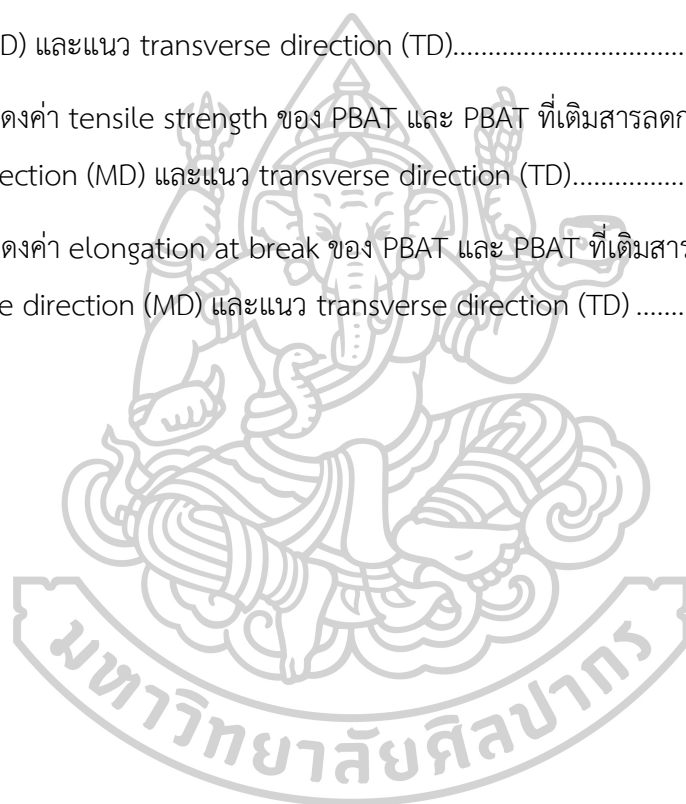 D) และแนว transverse direction (TD)................................
ดงค่า tensile strength ของ PBAT และ PBAT ที่เติมสารลดก
ection (MD) และแนว transverse direction (TD)................
ดงค่า elongation at break ของ PBAT และ PBAT ที่เติมสาร
e direction (MD) และแนว transverse direction (TD) .......
มหาวิทยาลัยศิลปากร